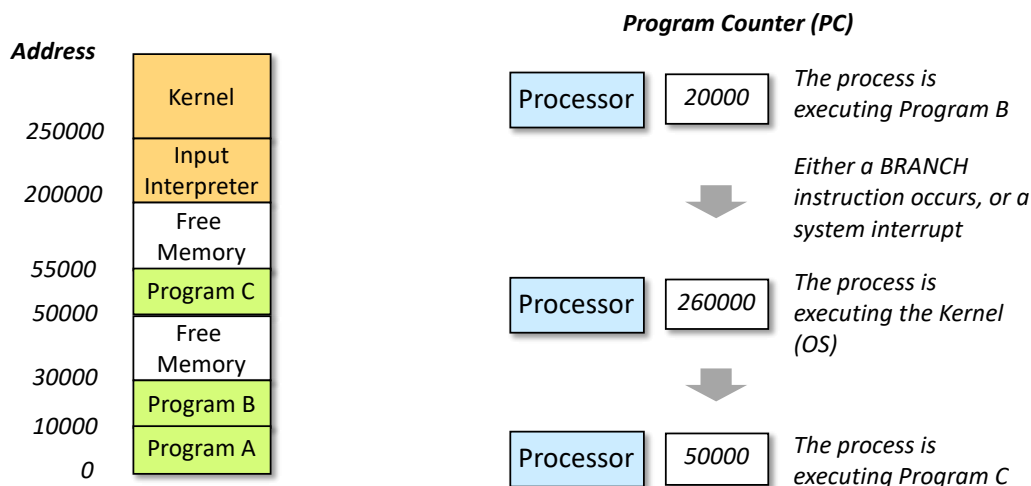 Address
Kernel
250000
Input
Interpreter
200000
Free
Memory
55000
Program C
50000
Free
Memory
30000
Program B
10000
Program A
0
Program Counter (PC)
Processor
20000
The process is
executing Program B
Either a BRANCH
instruction occurs, or a
system interrupt
Processor
260000
The process is
executing the Kernel
(OS)
Processor
50000
The process is
executing Program C